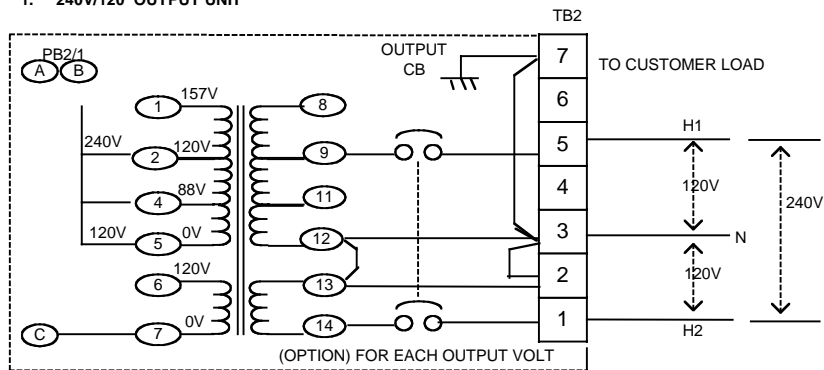 1. 240V/120 OUTPUT UNIT
TB2
PB2/1
A B
OUTPUT
CB
7
TO CUSTOMER LOAD
1 157V
8
6
240V
2 120V
9
5
H1
4 88V
11
4
120V
240V
120V
5 0V
12
3
N
6 120V
13
2
120V
C
7 0V
14
1
H2
(OPTION) FOR EACH OUTPUT VOLT